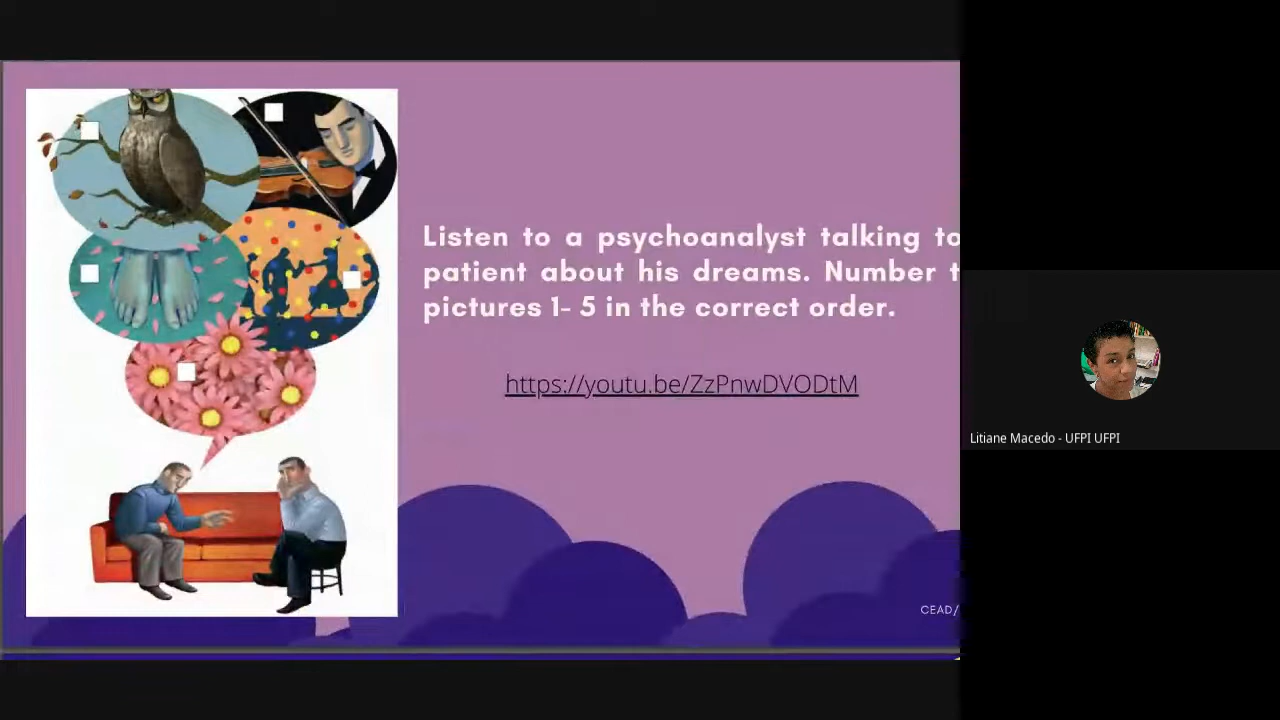 Listen to a psychoanalyst talking to
patient about his dreams. Number t
pictures 1- 5 in the correct order.
https://youtu.be/ZzPnwDVODtM
CEAD/
Litiane Macedo - UFPI UFPI